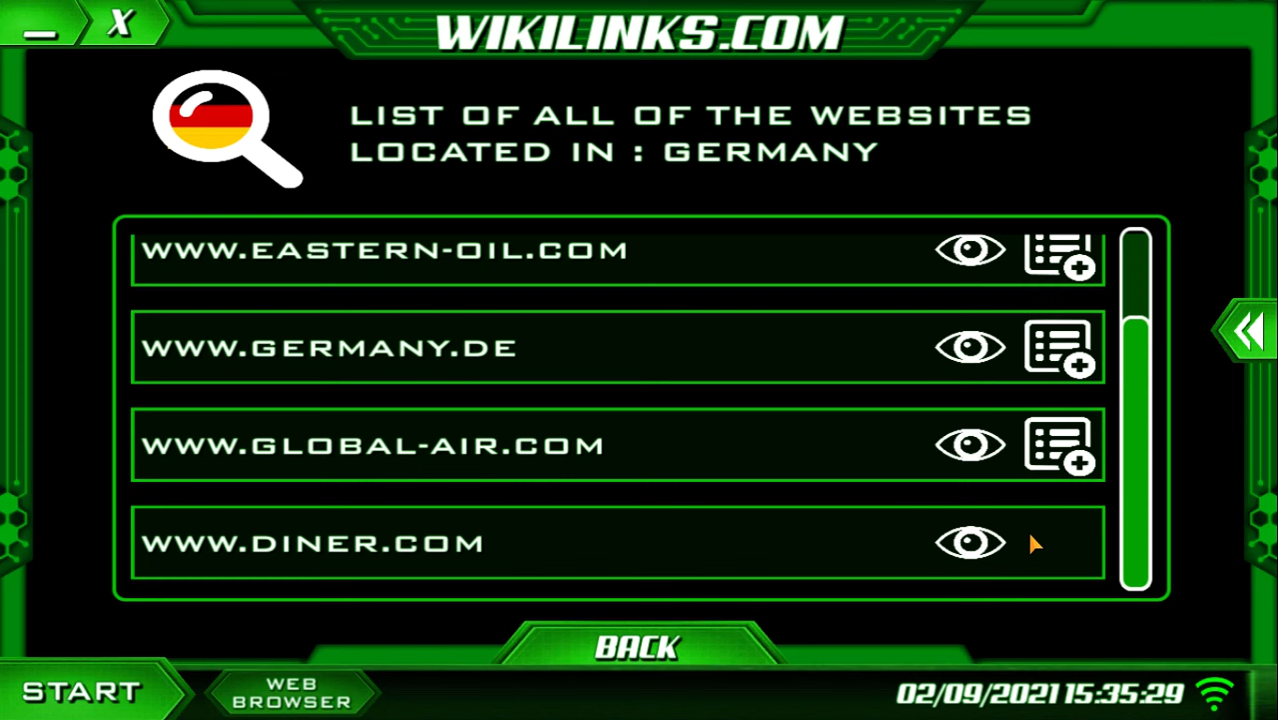 X
WIKILINKS.COM
LIST OF ALL OF THE WEBSITES
LOCATED IN : GERMANY
WWW.EASTERN-OIL.COM
WWW.GERMANY.DE
WWW.GLOBAL-AIR.COM
WWW.DINER.COM
BACK
START
WEB
BROWSER
02/09/2021 15:35:29